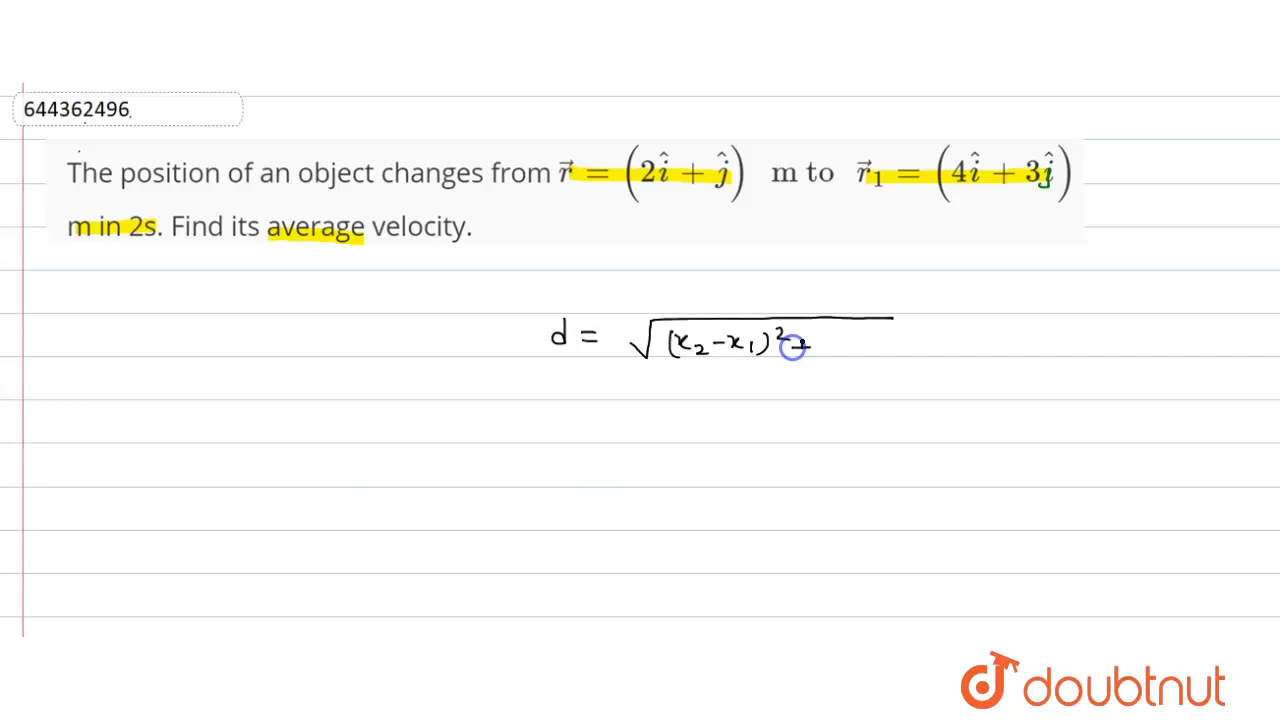 644362496
The position of an object changes from r⃗ = (2î + ĵ) m to r⃗₁ = (4î + 3ĵ)
m in 2s. Find its average velocity.
d = √(x₂-x₁)²+
doubtnut